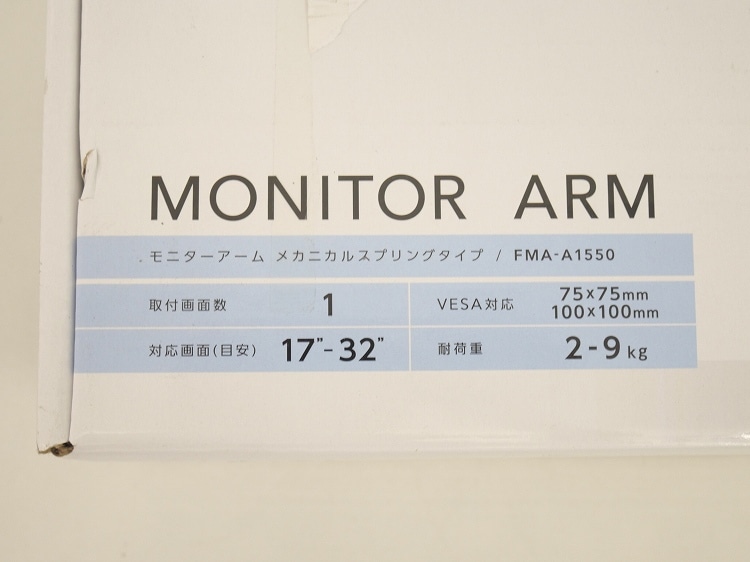 MONITOR ARM
モニターアーム メカニカルスプリングタイプ / FMA-A1550
取付画面数 1
VESA対応 75×75mm
100×100mm
対応画面(目安) 17”-32”
耐荷重 2-9kg